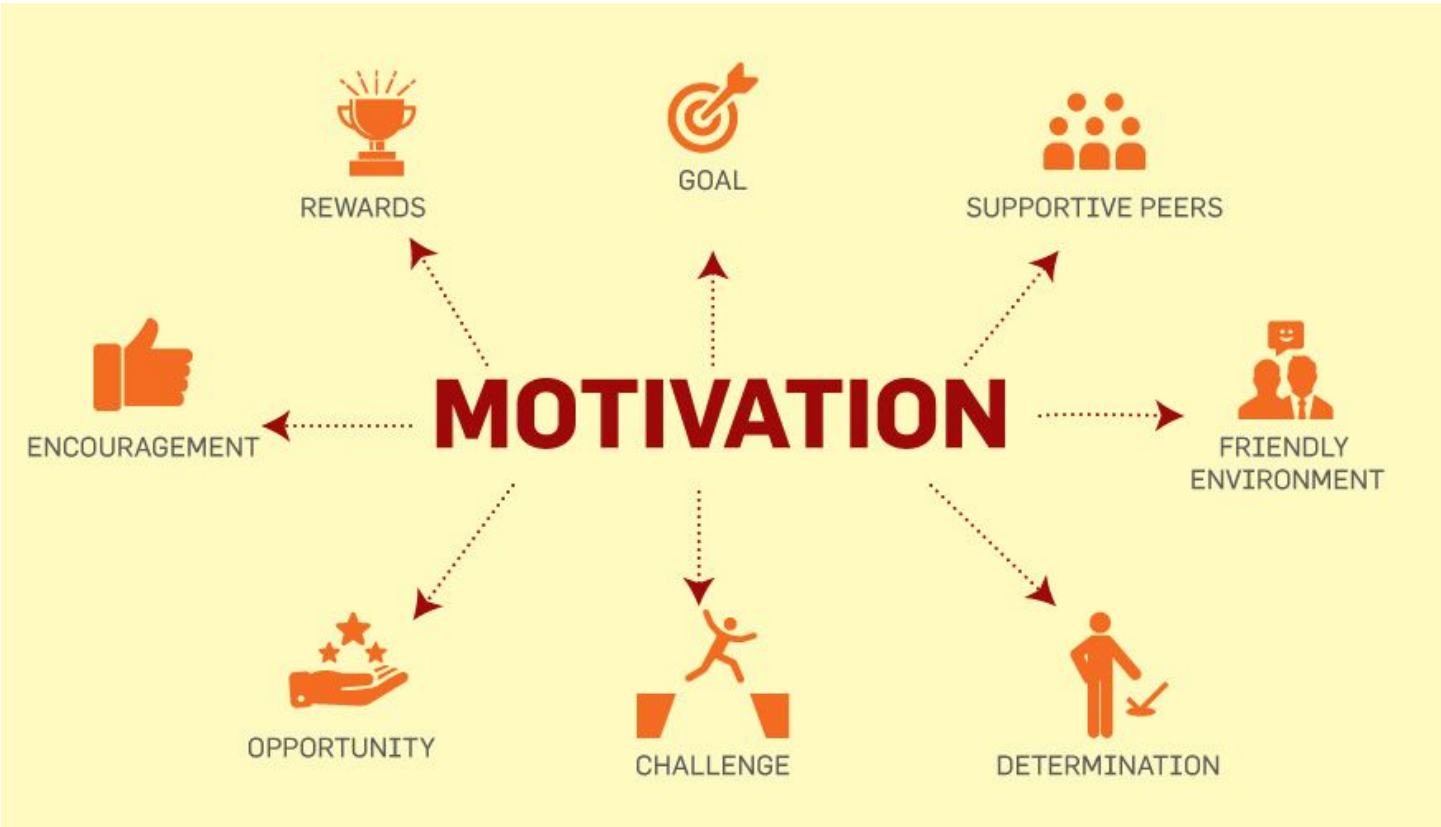 GOAL
REWARDS
SUPPORTIVE PEERS
MOTIVATION
ENCOURAGEMENT
FRIENDLY
ENVIRONMENT
OPPORTUNITY
CHALLENGE
DETERMINATION